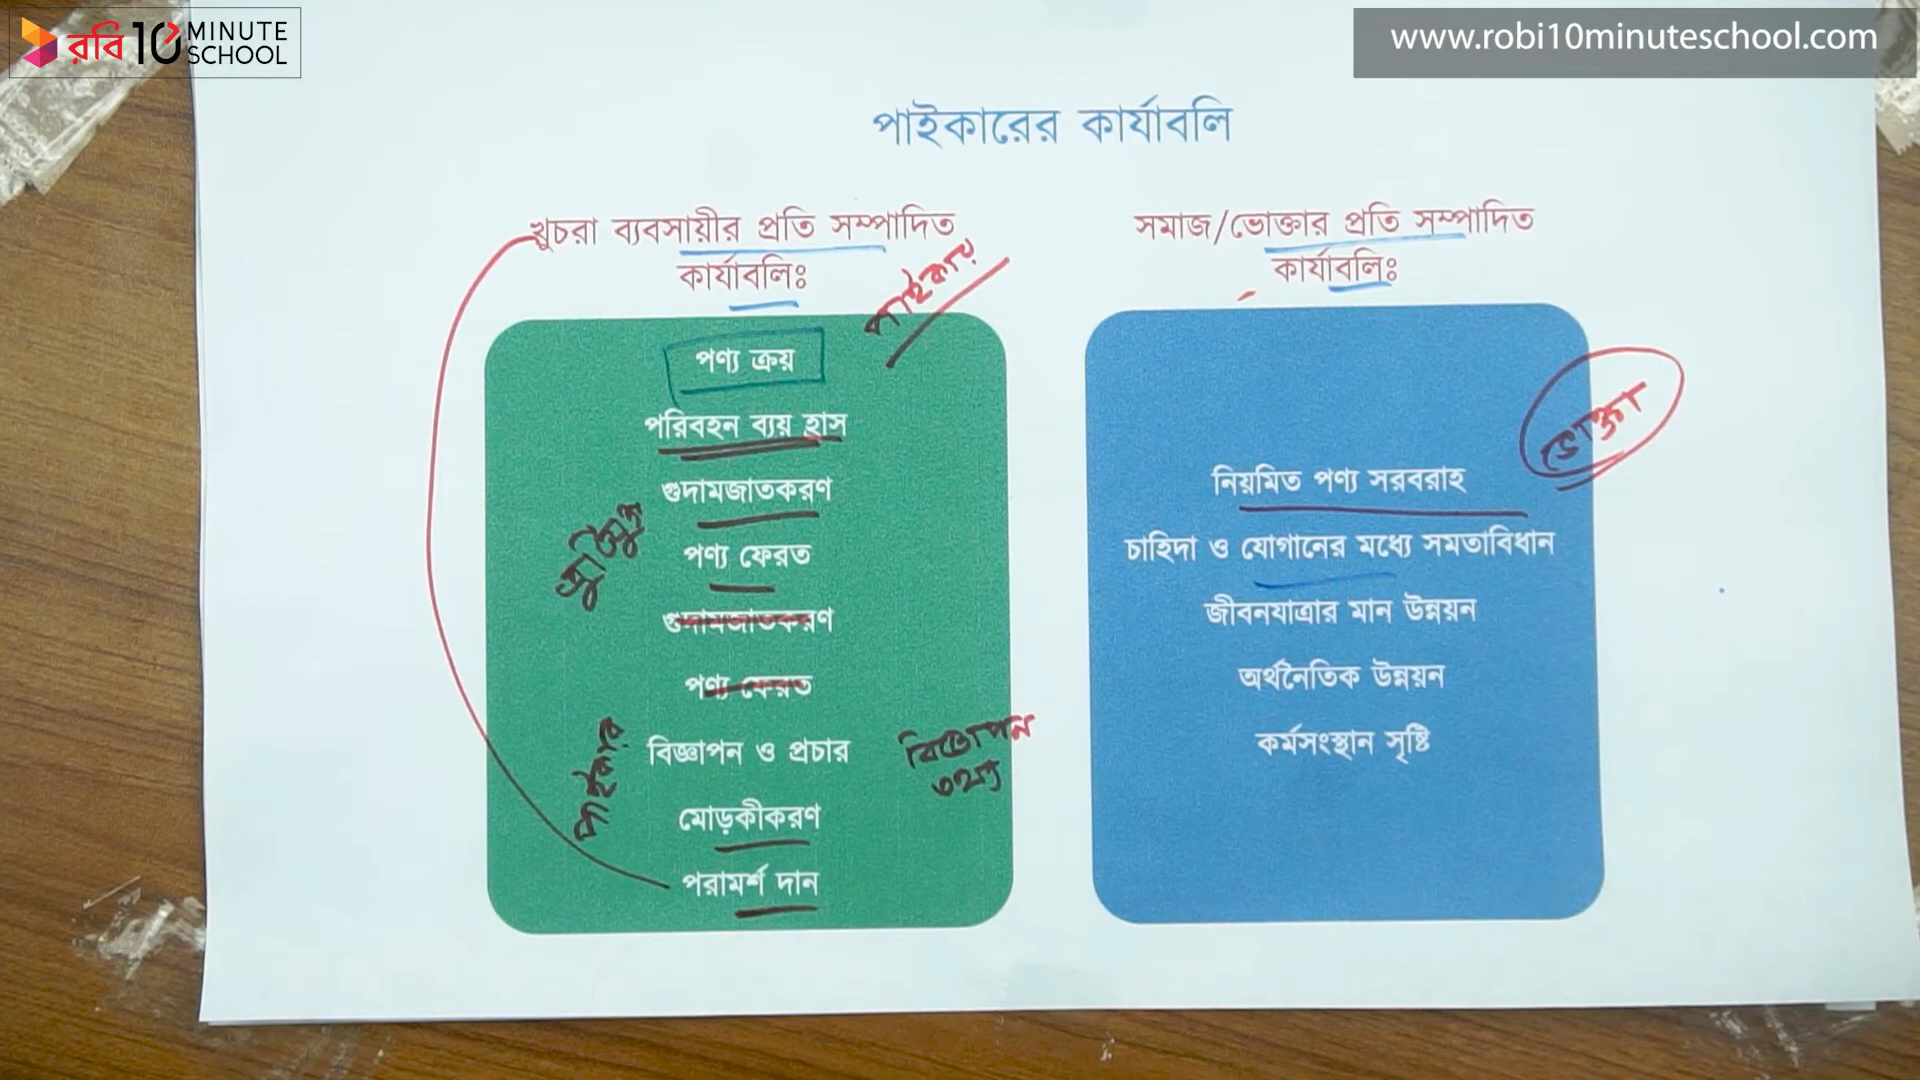 রবি 10 MINUTE SCHOOL
www.robi10minuteschool.com
পাইকারের কার্যাবলি
খুচরা ব্যবসায়ীর প্রতি সম্পাদিত
কার্যাবলিঃ
পাইকার
পণ্য ক্রয়
পরিবহন ব্যয় হ্রাস
গুদামজাতকরণ
পণ্য ফেরত
গুদামজাতকরণ
পণ্য ফেরত
বিজ্ঞাপন ও প্রচার
বিজ্ঞাপন
তথ্য
পাইকার
মোড়কীকরণ
পরামর্শ দান
সমাজ/ভোক্তার প্রতি সম্পাদিত
কার্যাবলিঃ
ভোক্তা
নিয়মিত পণ্য সরবরাহ
চাহিদা ও যোগানের মধ্যে সমতাবিধান
জীবনযাত্রার মান উন্নয়ন
অর্থনৈতিক উন্নয়ন
কর্মসংস্থান সৃষ্টি